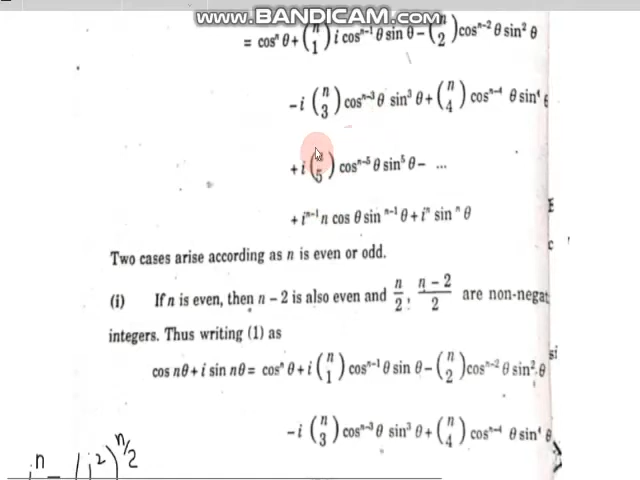 www.BANDICAM.com
= cosⁿ θ + (n 1) i cosⁿ⁻¹ θ sin θ − (n 2) cosⁿ⁻² θ sin² θ
− i (n 3) cosⁿ⁻³ θ sin³ θ + (n 4) cosⁿ⁻⁴ θ sin⁴ θ
+ i ( 5) cosⁿ⁻⁵ θ sin⁵ θ − ...
+ iⁿ⁻¹ n cos θ sin ⁿ⁻¹ θ + iⁿ sin ⁿ θ
Two cases arise according as n is even or odd.
(i) If n is even, then n − 2 is also even and n/2, (n − 2)/2 are non-negat
integers. Thus writing (1) as
cos nθ + i sin nθ = cosⁿ θ + i (n 1) cosⁿ⁻¹ θ sin θ − (n 2) cosⁿ⁻² θ sin² θ
− i (n 3) cosⁿ⁻³ θ sin³ θ + (n 4) cosⁿ⁻⁴ θ sin⁴ θ
iⁿ = (i²)^n/2